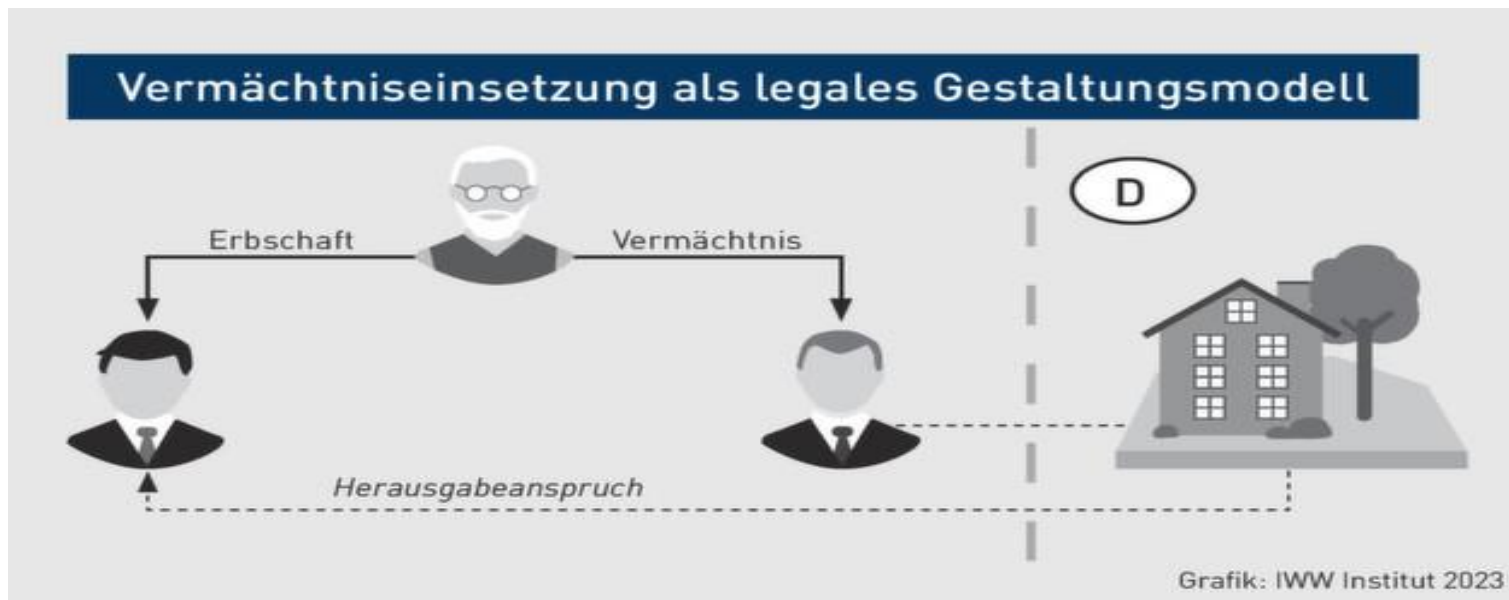 Vermächtniseinsetzung als legales Gestaltungsmodell
D
Erbschaft
Vermächtnis
Herausgabeanspruch
Grafik: IWW Institut 2023